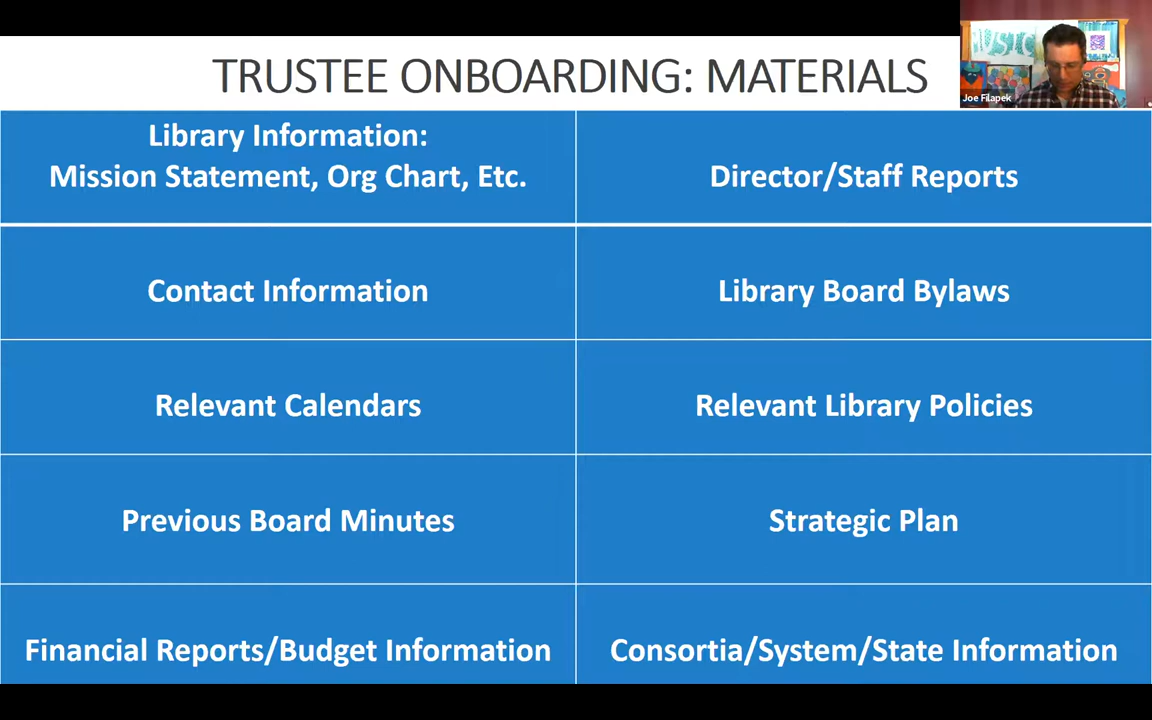 TRUSTEE ONBOARDING: MATERIALS
MUSIC
Joe Filapek
Library Information:
Mission Statement, Org Chart, Etc.
Director/Staff Reports
Contact Information
Library Board Bylaws
Relevant Calendars
Relevant Library Policies
Previous Board Minutes
Strategic Plan
Financial Reports/Budget Information
Consortia/System/State Information